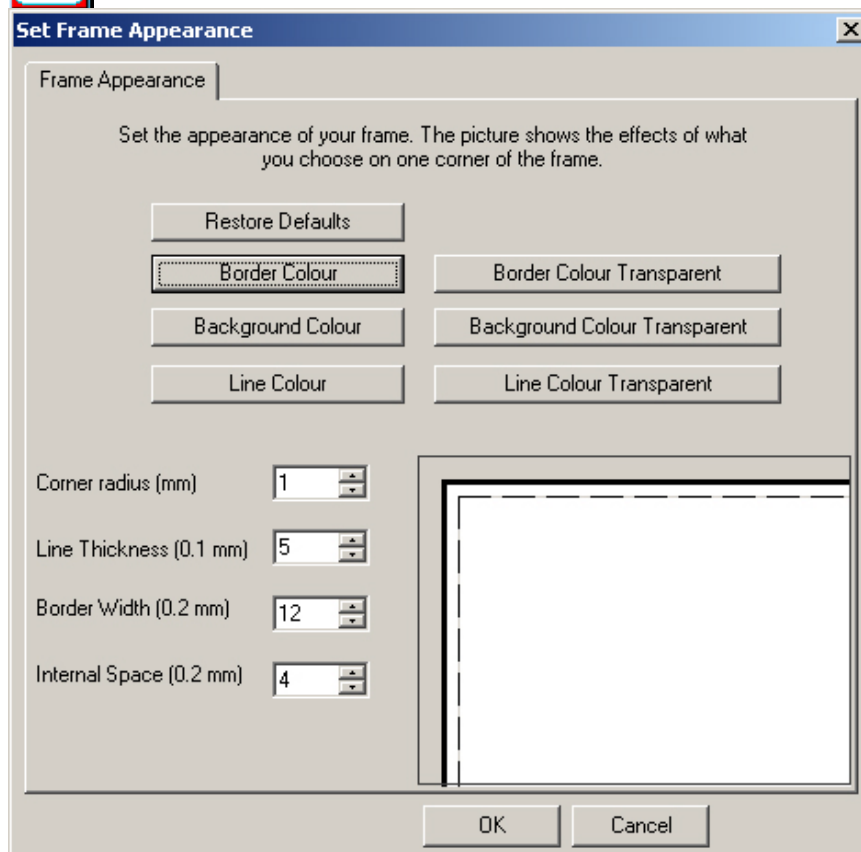 Set Frame Appearance
Frame Appearance
Set the appearance of your frame. The picture shows the effects of what
you choose on one corner of the frame.
Restore Defaults
Border Colour
Border Colour Transparent
Background Colour
Background Colour Transparent
Line Colour
Line Colour Transparent
Corner radius (mm) 1
Line Thickness (0.1 mm) 5
Border Width (0.2 mm) 12
Internal Space (0.2 mm) 4
OK
Cancel